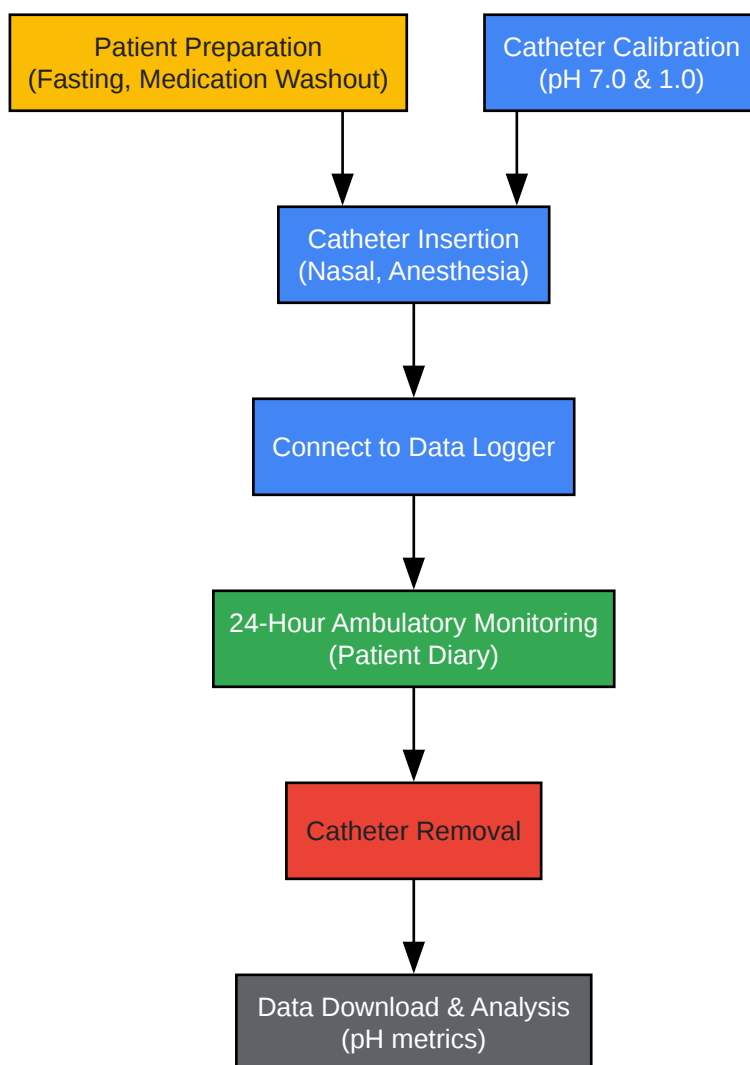 Patient Preparation
(Fasting, Medication Washout)
Catheter Calibration
(pH 7.0 & 1.0)
Catheter Insertion
(Nasal, Anesthesia)
Connect to Data Logger
24-Hour Ambulatory Monitoring
(Patient Diary)
Catheter Removal
Data Download & Analysis
(pH metrics)